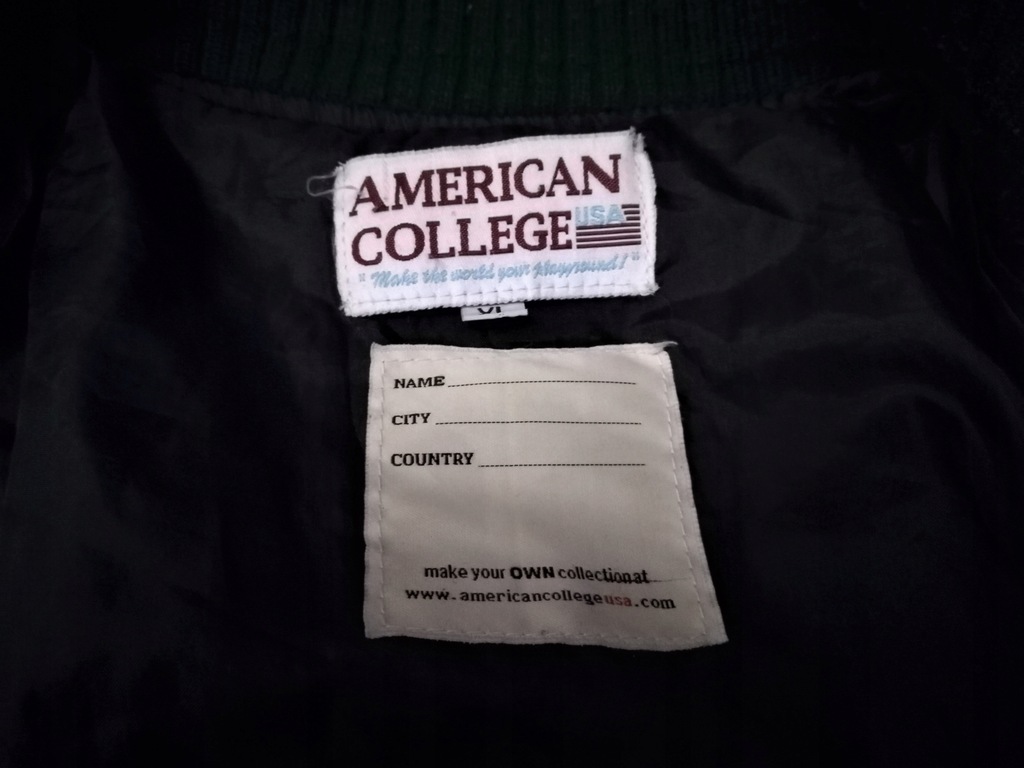 AMERICAN
COLLEGE USA
"Make the world your playground!"
NAME
CITY
COUNTRY
make your OWN collection at
www.americancollegeusa.com